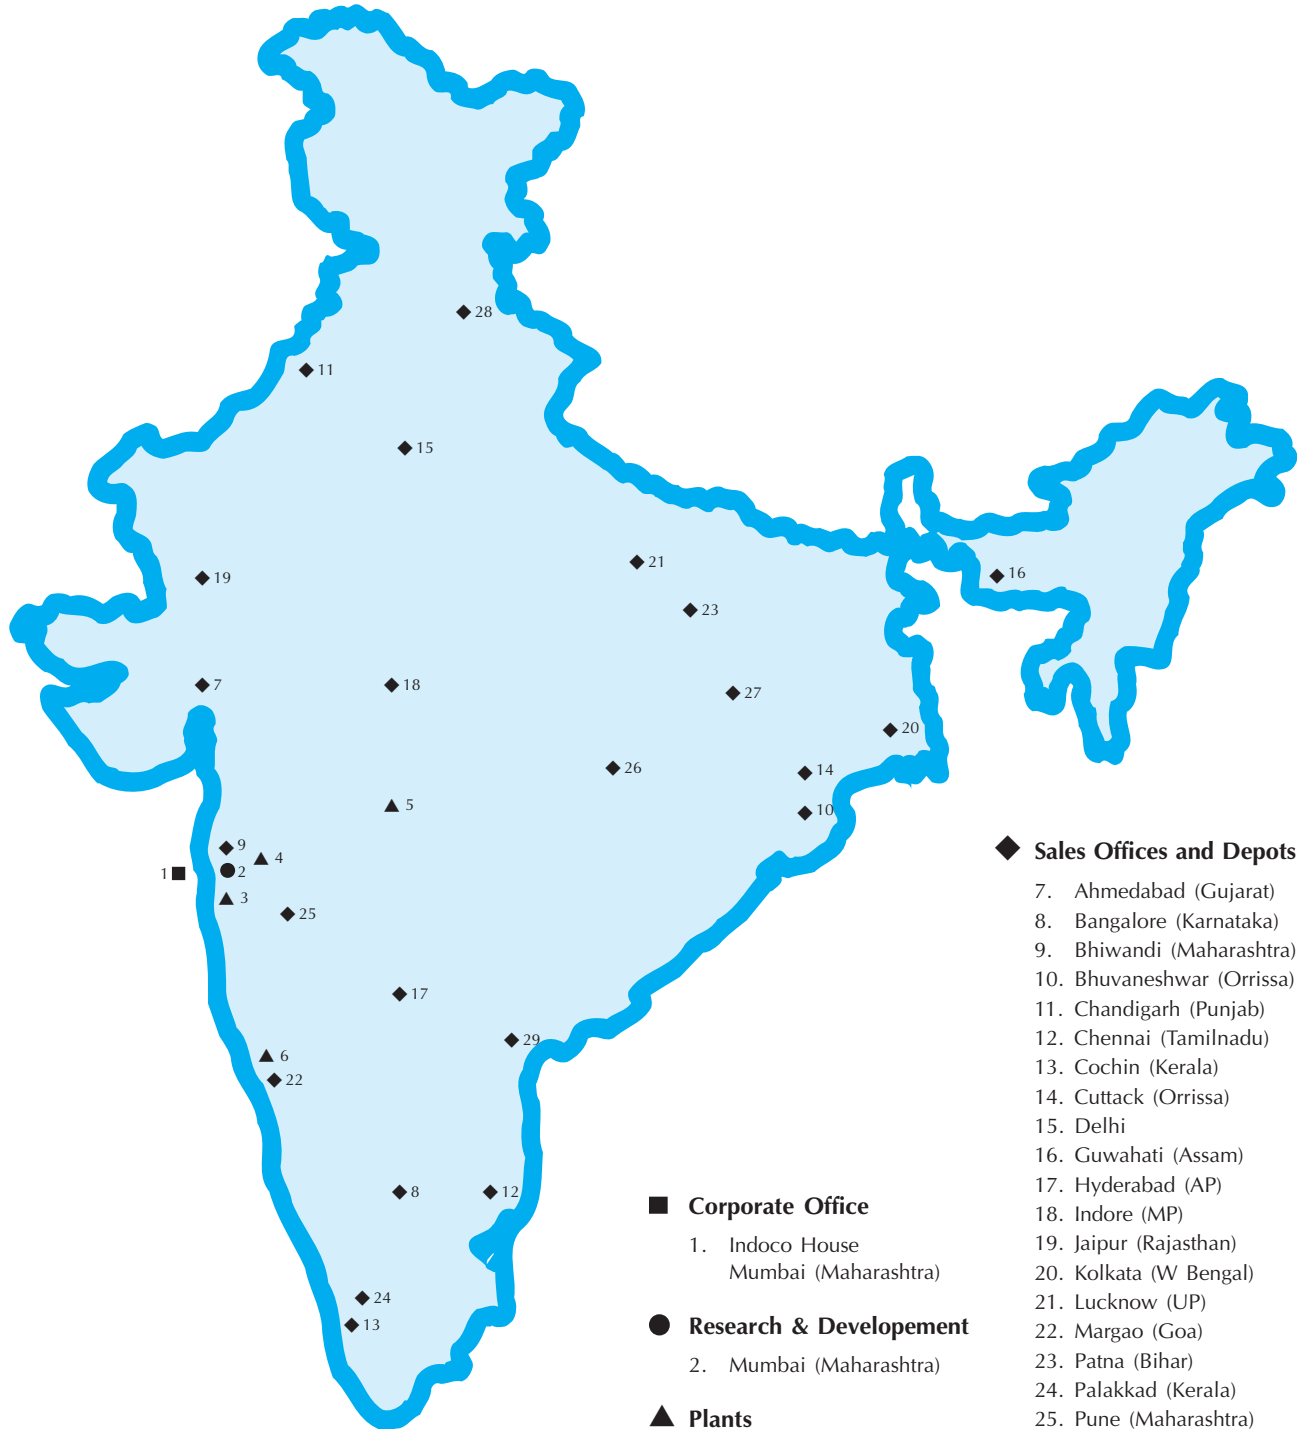 28
11
15
21
16
19
23
7
18
27
20
26
14
5
10
9
4
1
2
3
25
17
29
6
22
8
12
24
13
Corporate Office
1. Indoco House
Mumbai (Maharashtra)
Research & Developement
2. Mumbai (Maharashtra)
Plants
Sales Offices and Depots
7. Ahmedabad (Gujarat)
8. Bangalore (Karnataka)
9. Bhiwandi (Maharashtra)
10. Bhuvaneshwar (Orrissa)
11. Chandigarh (Punjab)
12. Chennai (Tamilnadu)
13. Cochin (Kerala)
14. Cuttack (Orrissa)
15. Delhi
16. Guwahati (Assam)
17. Hyderabad (AP)
18. Indore (MP)
19. Jaipur (Rajasthan)
20. Kolkata (W Bengal)
21. Lucknow (UP)
22. Margao (Goa)
23. Patna (Bihar)
24. Palakkad (Kerala)
25. Pune (Maharashtra)